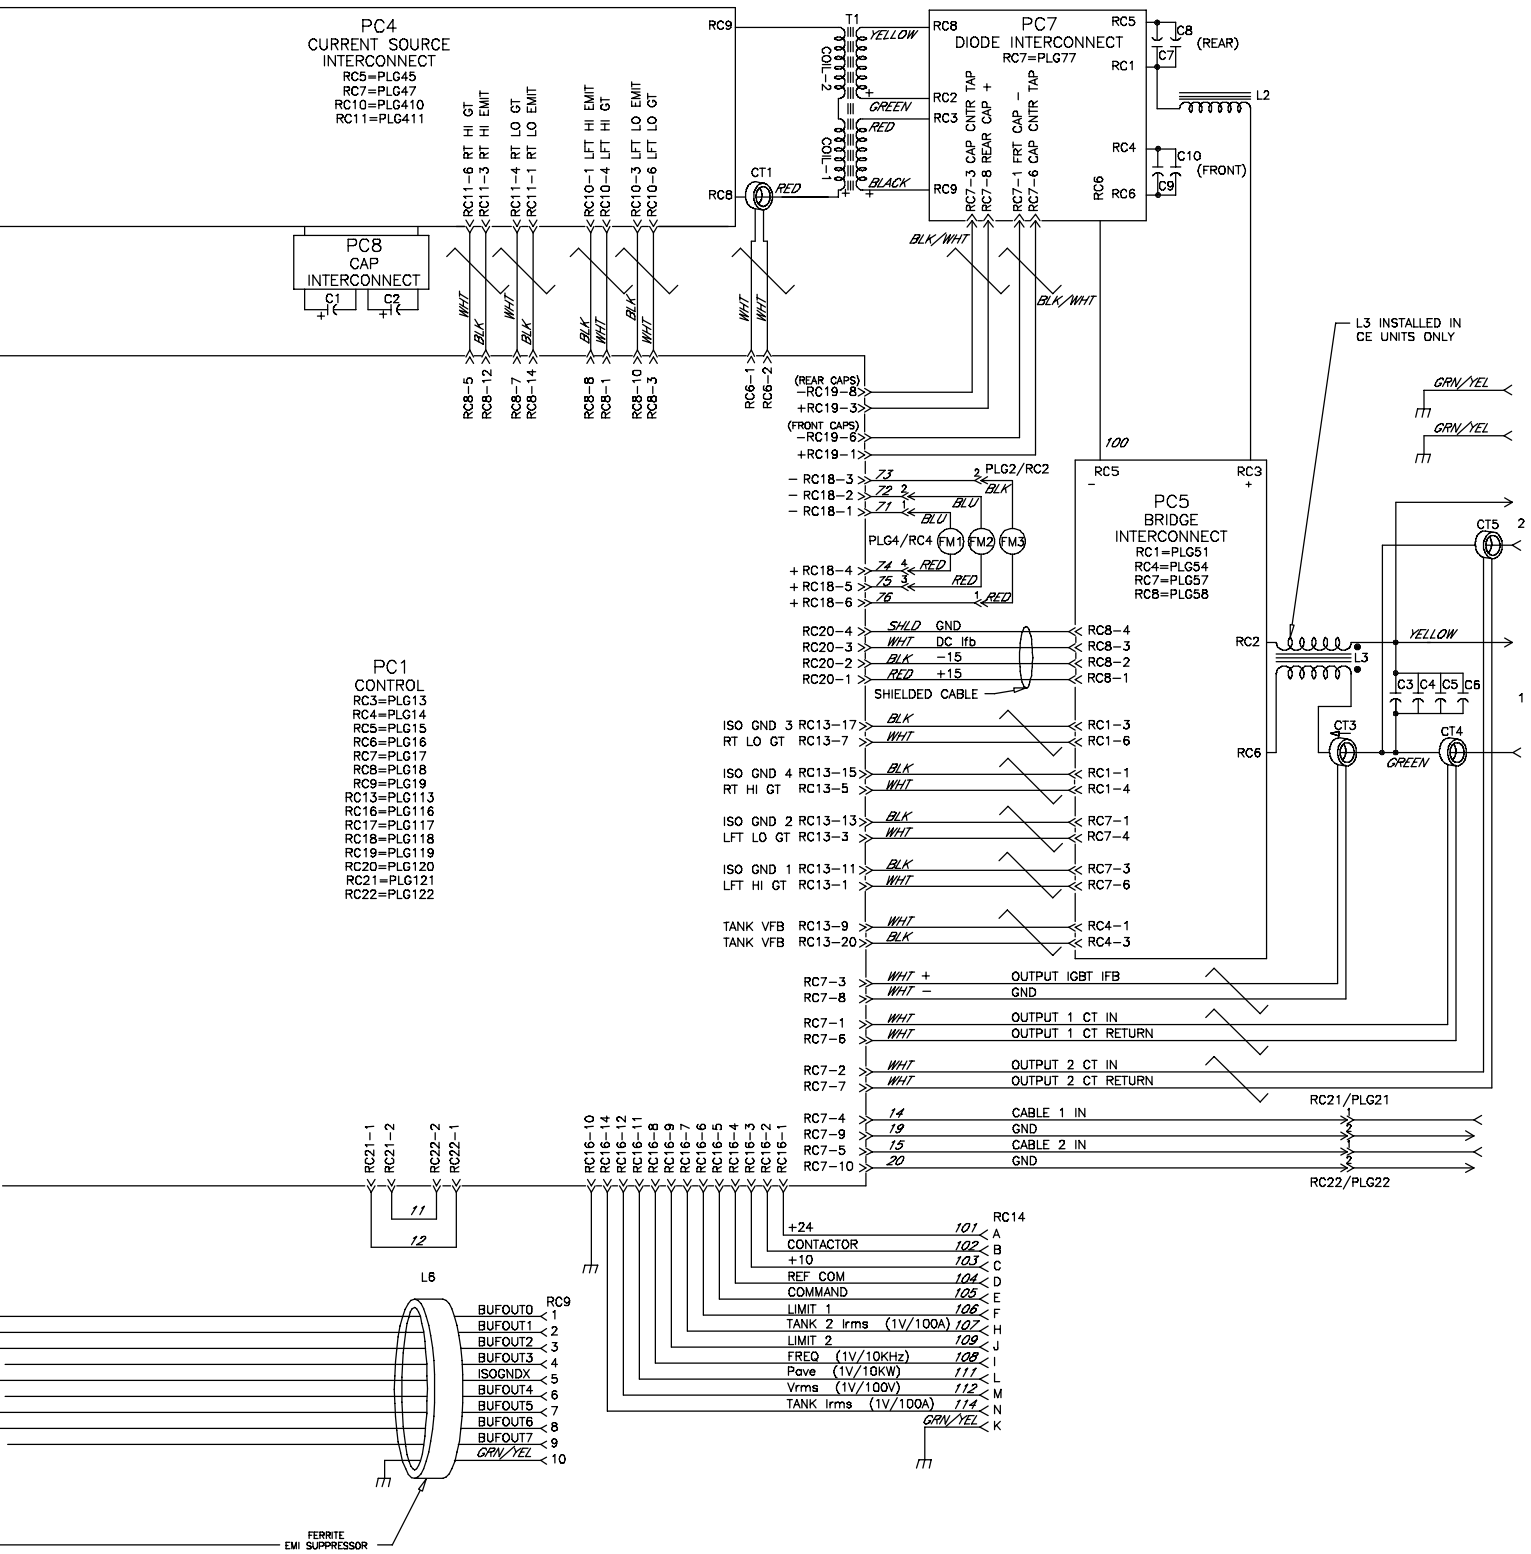 PC4
CURRENT SOURCE
INTERCONNECT
RC5=PLG45
RC7=PLG47
RC10=PLG410
RC11=PLG411
RC11-6 RT HI GT
RC11-3 RT HI EMIT
RC11-4 RT LO GT
RC11-1 RT LO EMIT
RC10-1 LFT HI EMIT
RC10-4 LFT HI GT
RC10-3 LFT LO EMIT
RC10-6 LFT LO GT
RC9
RC8
CT1
RED
T1
COIL-2
COIL-1
+
YELLOW
+
GREEN
RED
BLACK
+
PC7
DIODE INTERCONNECT
RC7=PLG77
RC8
RC2
RC3
RC9
RC7-3 CAP CNTR TAP
RC7-8 REAR CAP +
RC7-1 FRT CAP -
RC7-6 CAP CNTR TAP
RC6
RC5
RC1
RC4
RC6
C8
C7
(REAR)
L2
C10
C9
(FRONT)
PC8
CAP
INTERCONNECT
C1
+
C2
+
WHT
BLK
WHT
BLK
BLK
WHT
BLK
WHT
WHT
WHT
BLK/WHT
BLK/WHT
RC8-5
RC8-12
RC8-7
RC8-14
RC8-8
RC8-1
RC8-10
RC8-3
RC6-1
RC6-2
L3 INSTALLED IN
CE UNITS ONLY
GRN/YEL
GRN/YEL
(REAR CAPS)
-RC19-8
+RC19-3
(FRONT CAPS)
-RC19-6
+RC19-1
100
- RC18-3 73 2 PLG2/RC2
BLK
- RC18-2 72 2
BLU
- RC18-1 71 1
BLU
PLG4/RC4 FM1 FM2 FM3
+ RC18-4 74 4 RED
+ RC18-5 75 3 RED
+ RC18-6 76 1 RED
RC5
-
RC3
+
PC5
BRIDGE
INTERCONNECT
RC1=PLG51
RC4=PLG54
RC7=PLG57
RC8=PLG58
CT5
2
RC20-4 SHLD GND RC8-4
RC20-3 WHT DC Ifb RC8-3
RC20-2 BLK -15 RC8-2
RC20-1 RED +15 RC8-1
SHIELDED CABLE
RC2
L3
YELLOW
C3 C4 C5 C6
1
CT3
CT4
RC6
GREEN
PC1
CONTROL
RC3=PLG13
RC4=PLG14
RC5=PLG15
RC6=PLG16
RC7=PLG17
RC8=PLG18
RC9=PLG19
RC13=PLG113
RC16=PLG116
RC17=PLG117
RC18=PLG118
RC19=PLG119
RC20=PLG120
RC21=PLG121
RC22=PLG122
ISO GND 3 RC13-17 BLK RC1-3
RT LO GT RC13-7 WHT RC1-6
ISO GND 4 RC13-15 BLK RC1-1
RT HI GT RC13-5 WHT RC1-4
ISO GND 2 RC13-13 BLK RC7-1
LFT LO GT RC13-3 WHT RC7-4
ISO GND 1 RC13-11 BLK RC7-3
LFT HI GT RC13-1 WHT RC7-6
TANK VFB RC13-9 WHT RC4-1
TANK VFB RC13-20 BLK RC4-3
RC7-3 WHT + OUTPUT IGBT IFB
RC7-8 WHT - GND
RC7-1 WHT OUTPUT 1 CT IN
RC7-6 WHT OUTPUT 1 CT RETURN
RC7-2 WHT OUTPUT 2 CT IN
RC7-7 WHT OUTPUT 2 CT RETURN
RC21/PLG21
RC7-4 14 CABLE 1 IN 1
RC7-9 19 GND 2
RC7-5 15 CABLE 2 IN 1
RC7-10 20 GND 2
RC22/PLG22
RC21-1
RC21-2
RC22-2
RC22-1
11
12
RC16-10
RC16-14
RC16-12
RC16-11
RC16-8
RC16-9
RC16-7
RC16-6
RC16-5
RC16-4
RC16-3
RC16-2
RC16-1
RC14
+24 101 A
CONTACTOR 102 B
+10 103 C
REF COM 104 D
COMMAND 105 E
LIMIT 1 106 F
TANK 2 Irms (1V/100A) 107 H
LIMIT 2 109 J
FREQ (1V/10KHz) 108 I
Pave (1V/10KW) 111 L
Vrms (1V/100V) 112 M
TANK Irms (1V/100A) 114 N
GRN/YEL K
L6
RC9
BUFOUT0 1
BUFOUT1 2
BUFOUT2 3
BUFOUT3 4
ISOGNDX 5
BUFOUT4 6
BUFOUT5 7
BUFOUT6 8
BUFOUT7 9
GRN/YEL 10
FERRITE
EMI SUPPRESSOR